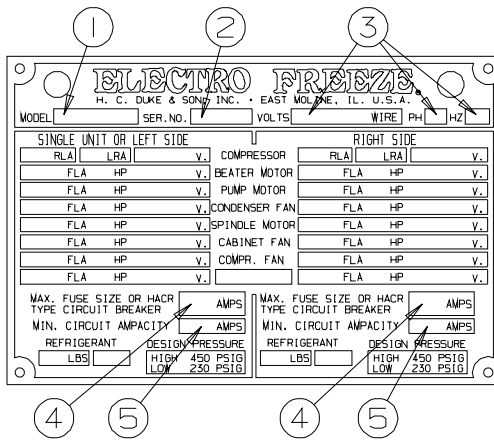 1 2 3
ELECTRO FREEZE
H. C. DUKE & SON, INC. • EAST MOLINE, IL. U.S.A.
MODEL SER.NO. VOLTS WIRE PH HZ
SINGLE UNIT OR LEFT SIDE RIGHT SIDE
RLA LRA V. COMPRESSOR RLA LRA V.
FLA HP V. BEATER MOTOR FLA HP V.
FLA HP V. PUMP MOTOR FLA HP V.
FLA HP V. CONDENSER FAN FLA HP V.
FLA HP V. SPINDLE MOTOR FLA HP V.
FLA HP V. CABINET FAN FLA HP V.
FLA HP V. COMPR. FAN FLA HP V.
FLA HP V. FLA HP V.
MAX. FUSE SIZE OR HACR AMPS MAX. FUSE SIZE OR HACR AMPS
TYPE CIRCUIT BREAKER TYPE CIRCUIT BREAKER
MIN. CIRCUIT AMPACITY AMPS MIN. CIRCUIT AMPACITY AMPS
REFRIGERANT DESIGN PRESSURE REFRIGERANT DESIGN PRESSURE
LBS HIGH 450 PSIG LBS HIGH 450 PSIG
LOW 230 PSIG LOW 230 PSIG
4 5 4 5